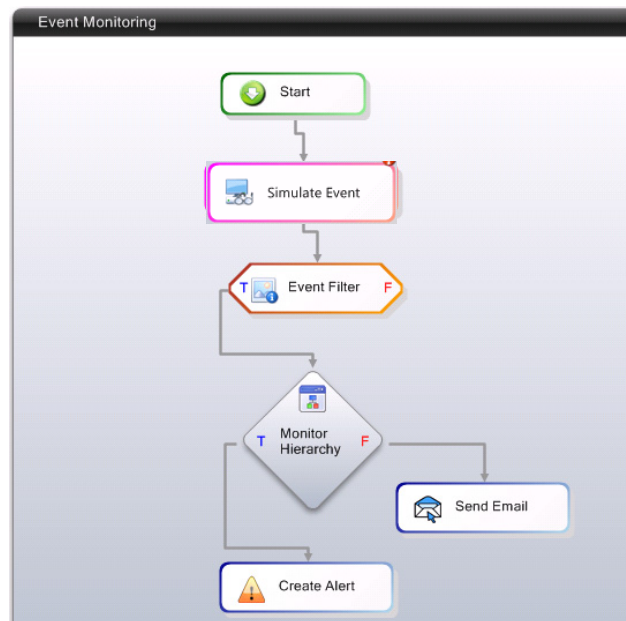 Event Monitoring
Start
Simulate Event
T Event Filter F
T Monitor Hierarchy F
Send Email
Create Alert